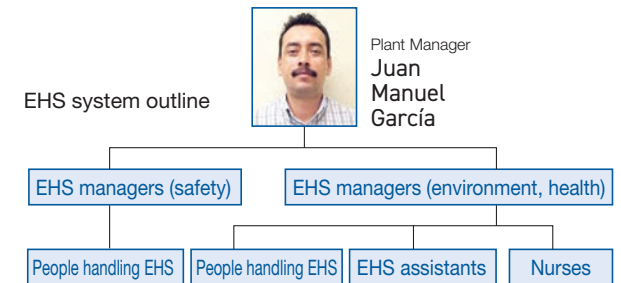 Plant Manager
Juan
Manuel
García
EHS system outline
EHS managers (safety)
EHS managers (environment, health)
People handling EHS
People handling EHS
EHS assistants
Nurses